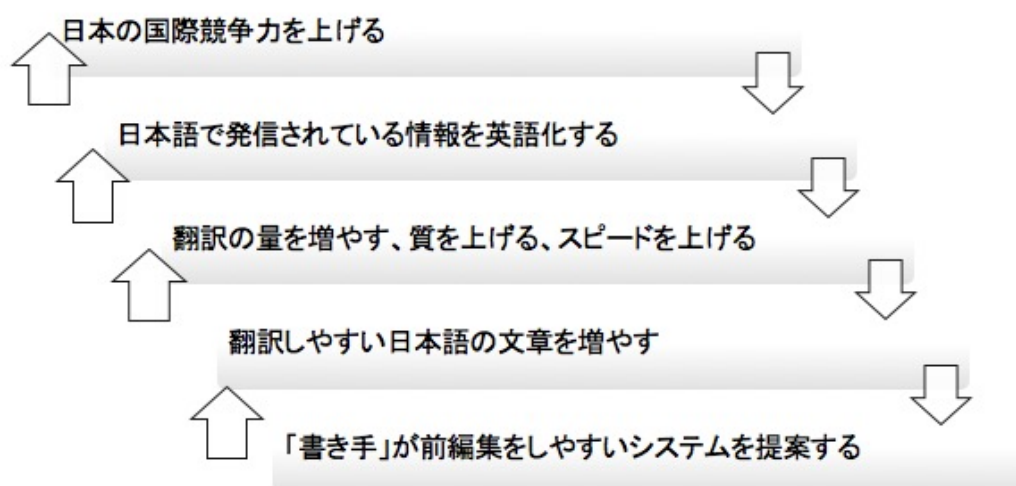 日本の国際競争力を上げる
日本語で発信されている情報を英語化する
翻訳の量を増やす、質を上げる、スピードを上げる
翻訳しやすい日本語の文章を増やす
「書き手」が前編集をしやすいシステムを提案する